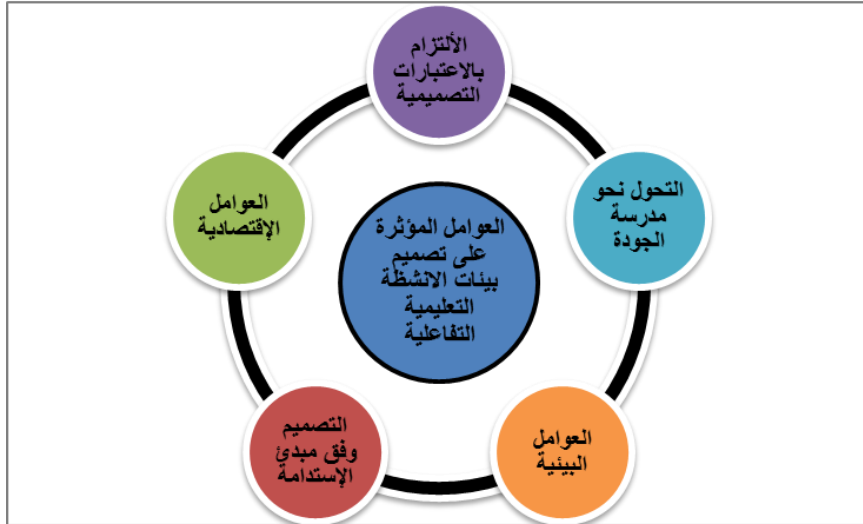 الألتزام
بالاعتبارات
التصميمية
التحول نحو
مدرسة
الجودة
العوامل
البيئية
التصميم
وفق مبدئ
الإستدامة
العوامل
الإقتصادية
العوامل المؤثرة
على تصميم
بيئات الانشطة
التعليمية
التفاعلية